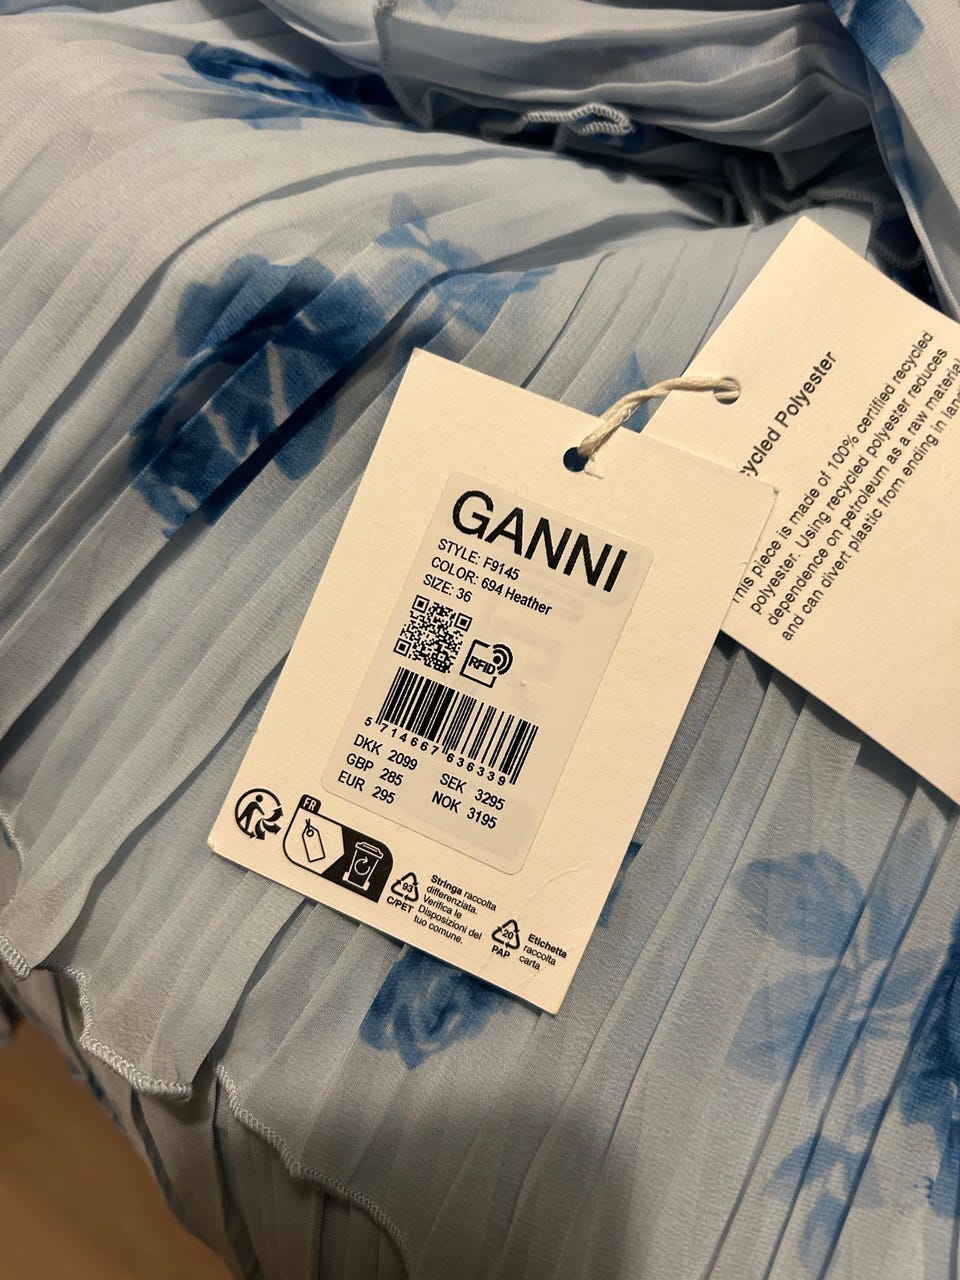 GANNI
STYLE: F9145
COLOR: 694 Heather
SIZE: 36
RFID
5 714667 636339
DKK 2099
GBP 285
EUR 295
SEK 3295
NOK 3195
FR
93
C/PET
Stringa raccolta
differenziata.
Verifica le
Disposizioni del
tuo comune.
20
PAP
Etichetta
raccolta
carta
Polyester
This piece is made of 100% certified recycled
polyester. Using recycled polyester reduces
dependence on petroleum as a raw material
and can divert plastic from ending in